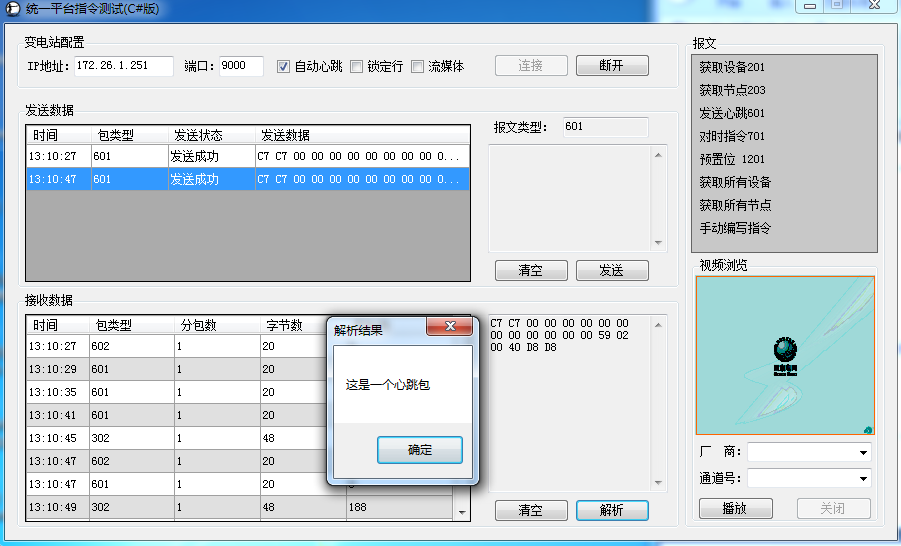 统一平台指令测试(C#版)
变电站配置
IP地址: 172.26.1.251 端口: 9000 自动心跳 锁定行 流媒体 连接 断开
发送数据
时间 包类型 发送状态 发送数据
13:10:27 601 发送成功 C7 C7 00 00 00 00 00 00 00 0...
13:10:47 601 发送成功 C7 C7 00 00 00 00 00 00 00 0...
报文类型: 601
清空 发送
接收数据
时间 包类型 分包数 字节数
13:10:27 602 1 20
13:10:29 601 1 20
13:10:35 601 1 20
13:10:41 601 1 20
13:10:45 302 1 48
13:10:47 602 1 20
13:10:47 601 1 20
13:10:49 302 1 48 188
C7 C7 00 00 00 00 00 00
00 00 00 00 00 00 59 02
00 40 D8 D8
清空 解析
解析结果
这是一个心跳包
确定
报文
获取设备201
获取节点203
发送心跳601
对时指令701
预置位 1201
获取所有设备
获取所有节点
手动编写指令
视频浏览
厂 商:
通道号:
播放 关闭